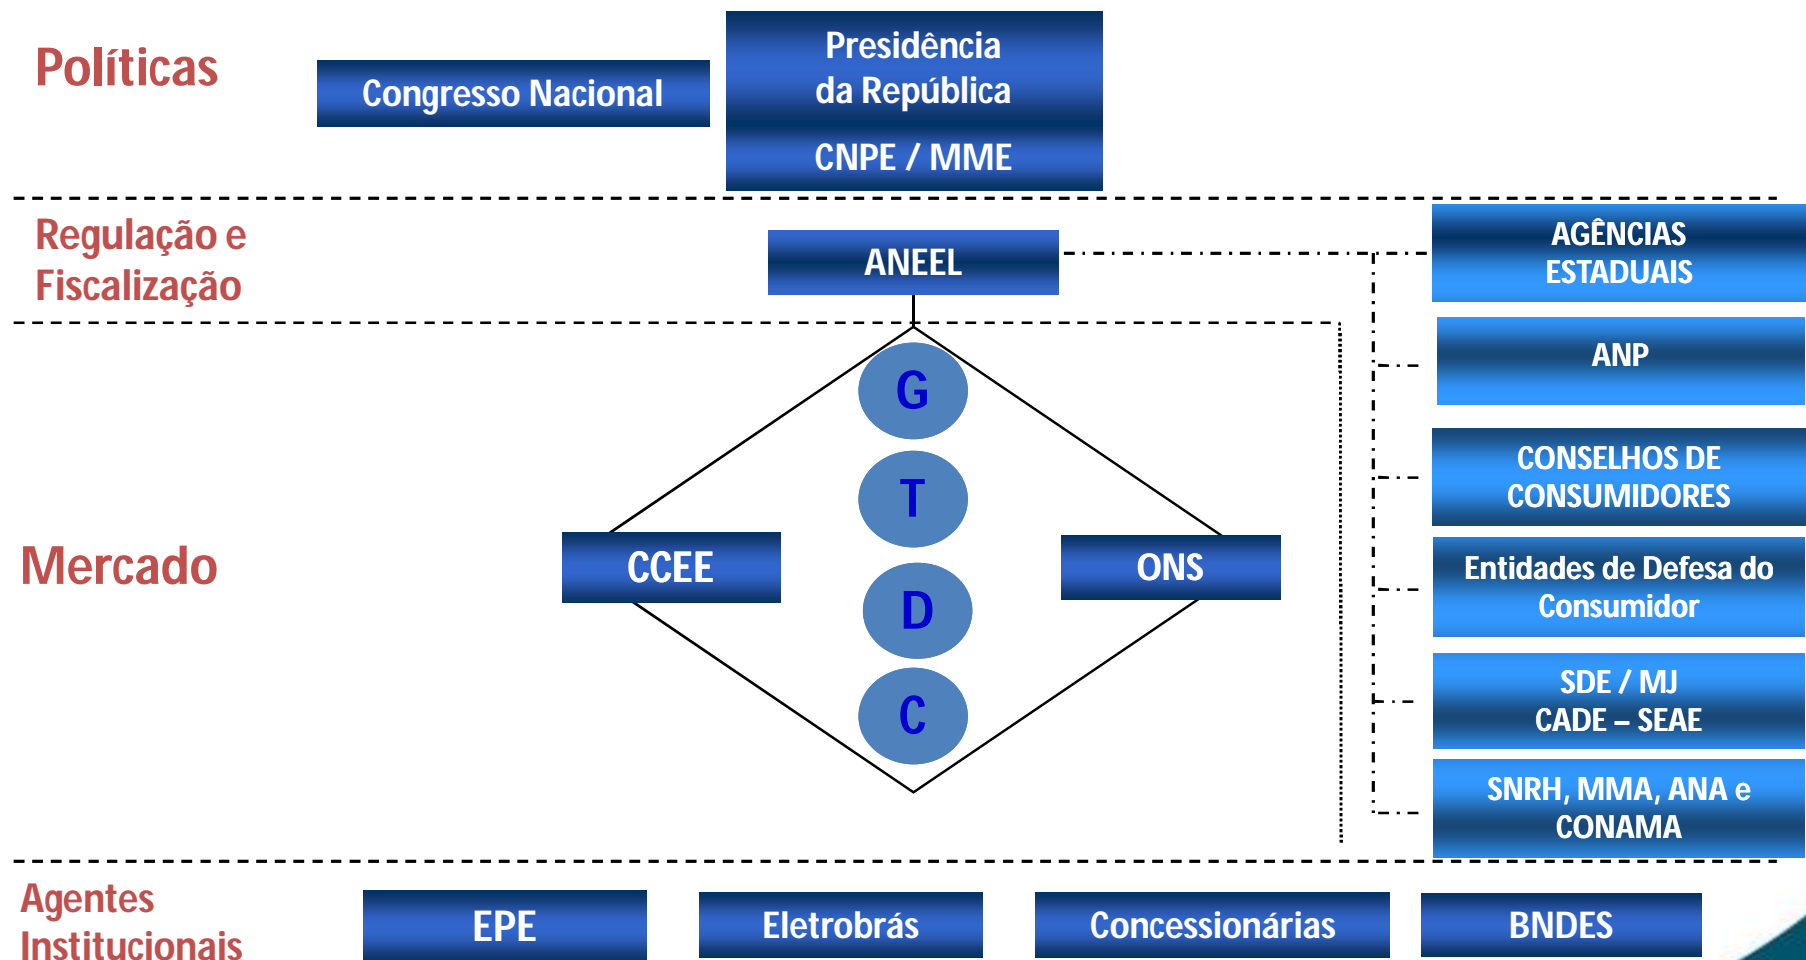 Políticas
Congresso Nacional
Presidência
da República
CNPE / MME
Regulação e
Fiscalização
ANEEL
AGÊNCIAS
ESTADUAIS
ANP
CONSELHOS DE
CONSUMIDORES
Entidades de Defesa do
Consumidor
SDE / MJ
CADE – SEAE
SNRH, MMA, ANA e
CONAMA
Mercado
G
T
CCEE
ONS
D
C
Agentes
Institucionais
EPE
Eletrobrás
Concessionárias
BNDES